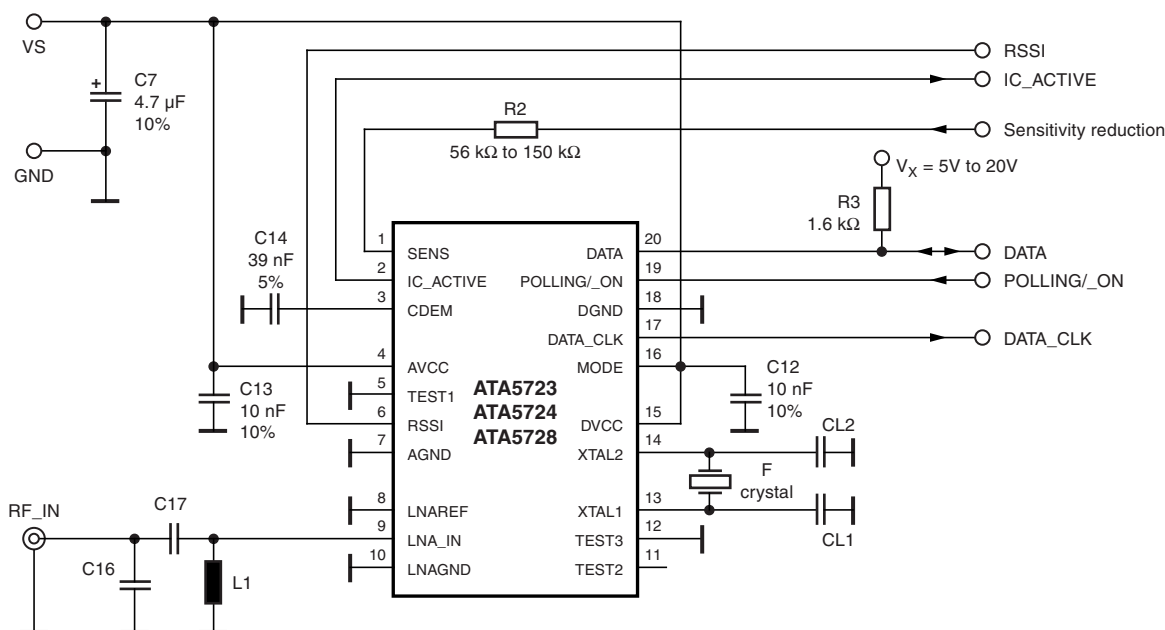 VS
GND
+
C7
4.7 µF
10%
RSSI
IC_ACTIVE
Sensitivity reduction
R2
56 kΩ to 150 kΩ
VX = 5V to 20V
R3
1.6 kΩ
DATA
POLLING/_ON
DATA_CLK
C14
39 nF
5%
C13
10 nF
10%
1
SENS
2
IC_ACTIVE
3
CDEM
4
AVCC
5
TEST1
6
RSSI
7
AGND
8
LNAREF
9
LNA_IN
10
LNAGND
ATA5723
ATA5724
ATA5728
20
DATA
19
POLLING/_ON
18
DGND
17
DATA_CLK
16
MODE
15
DVCC
14
XTAL2
13
XTAL1
12
TEST3
11
TEST2
C12
10 nF
10%
CL2
F
crystal
CL1
RF_IN
C17
C16
L1